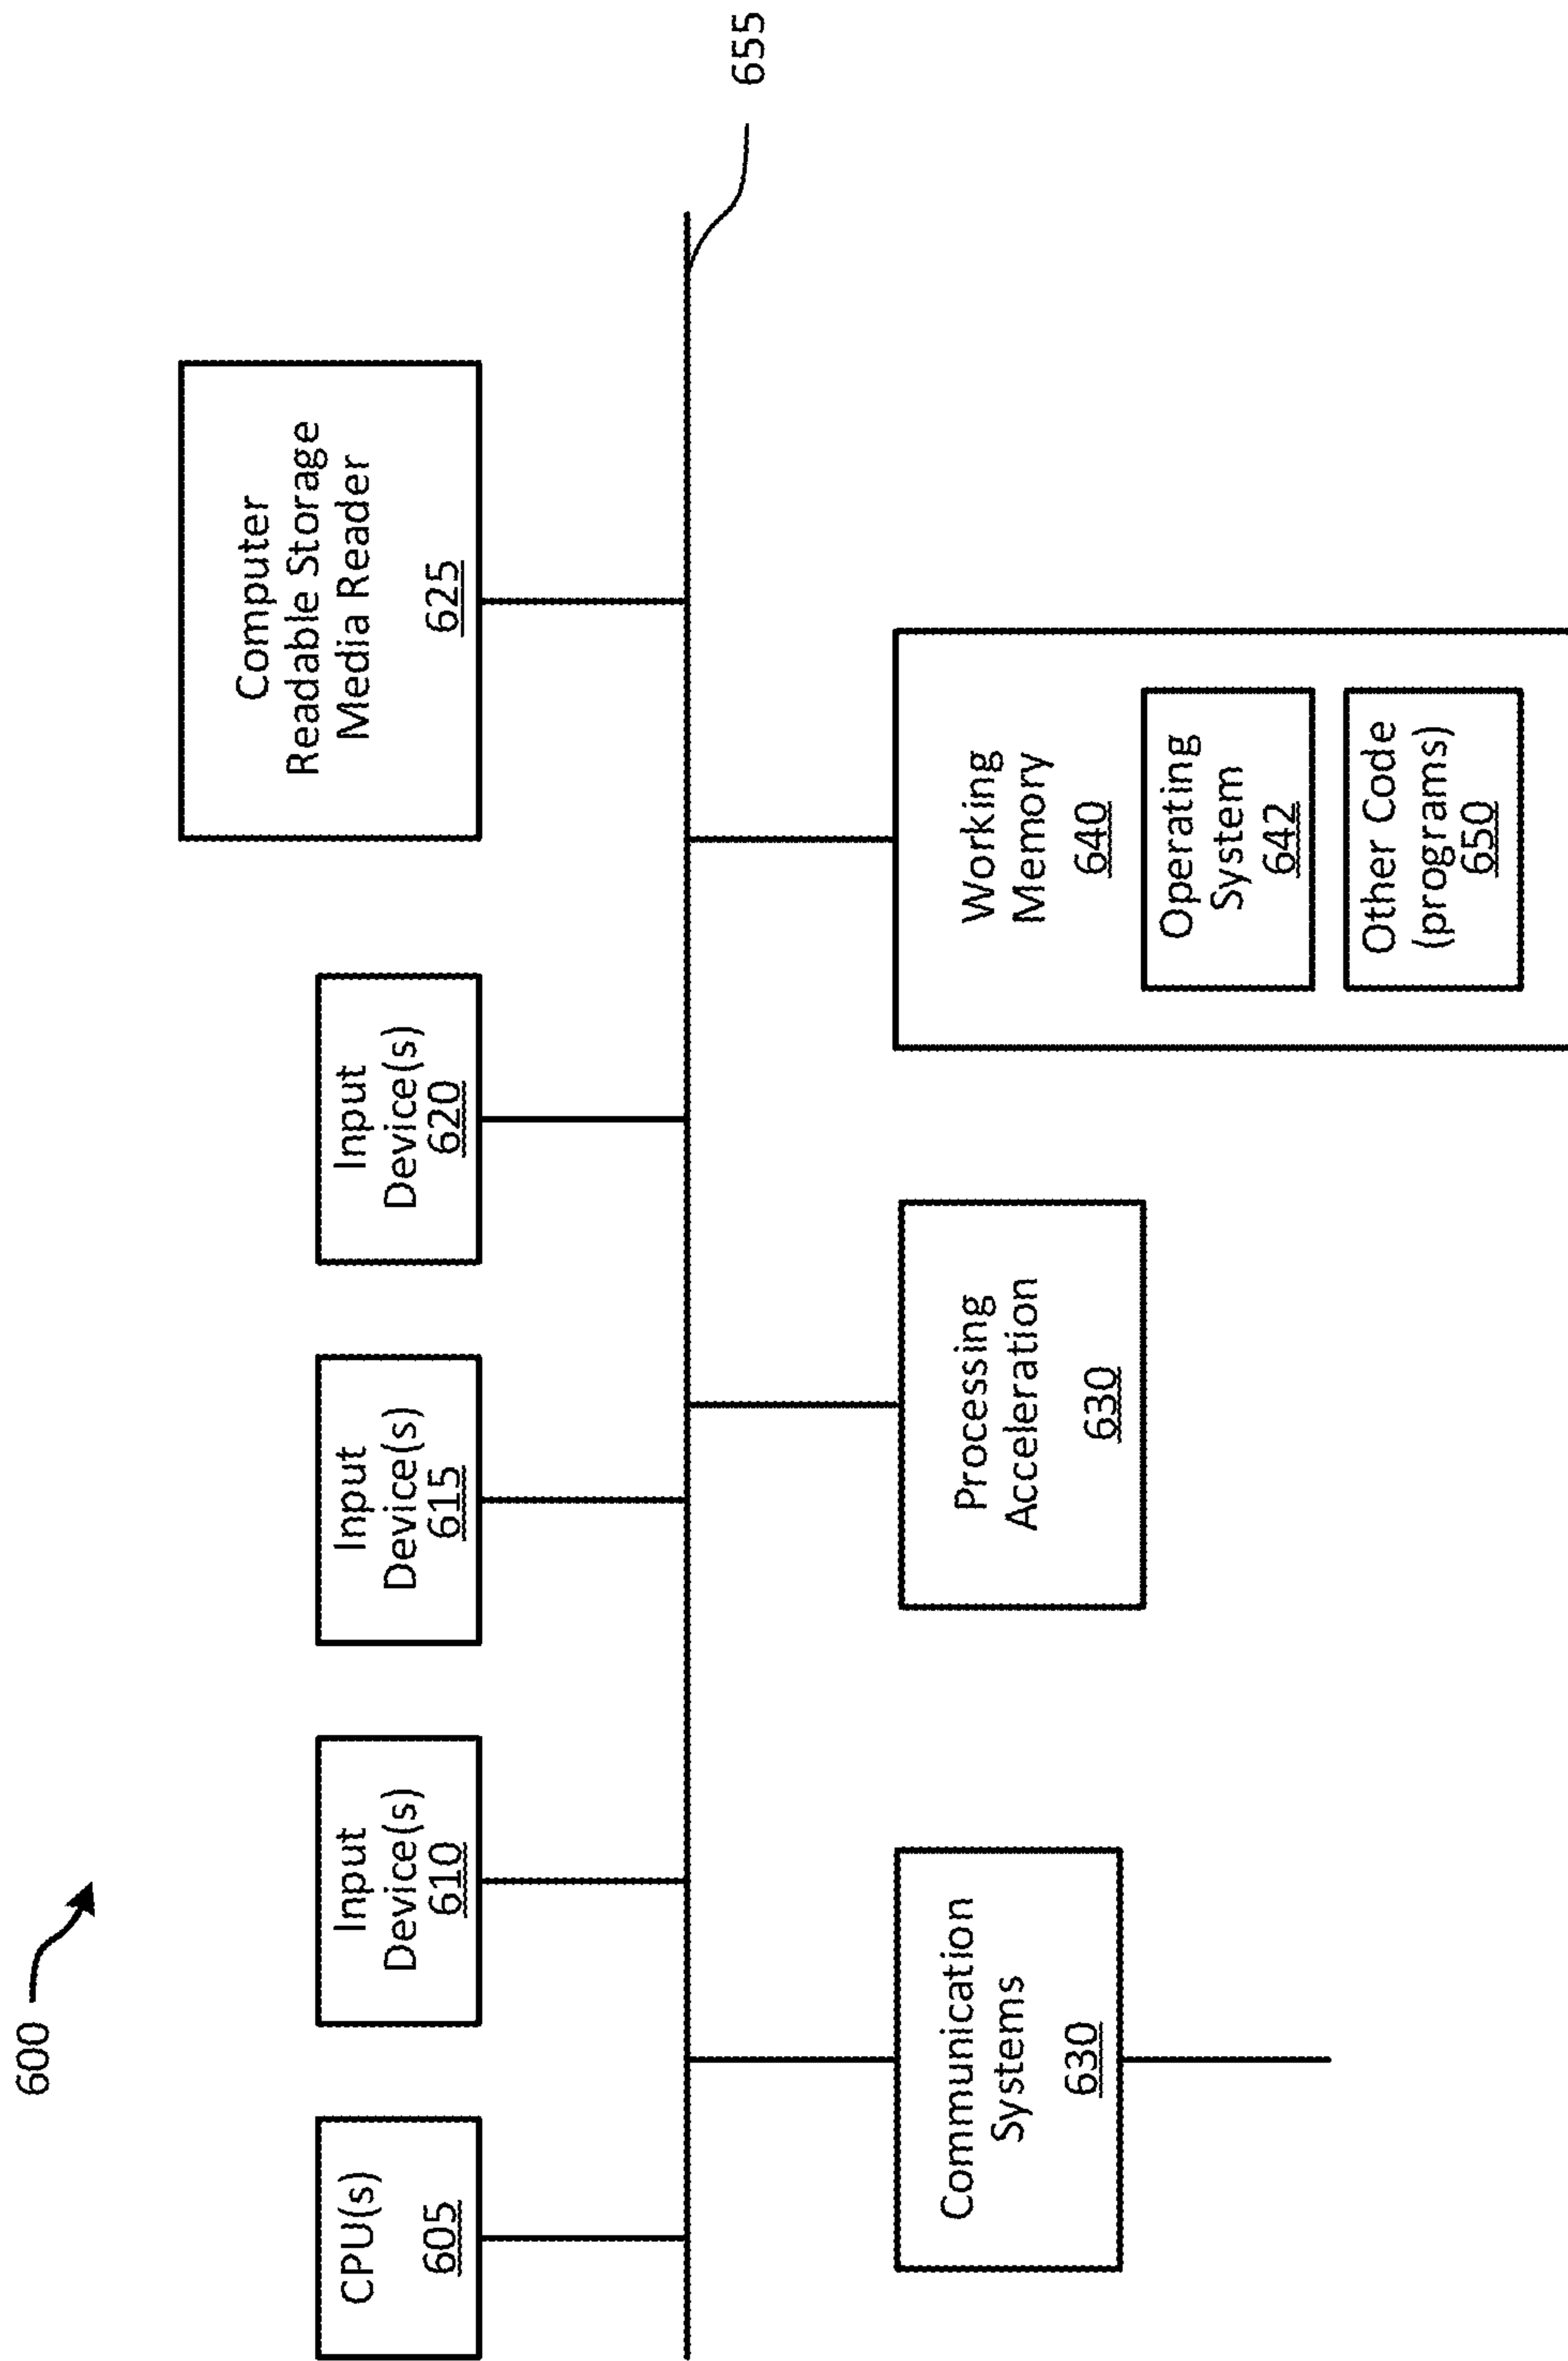 600
CPU(s)
605
Input
Device(s)
610
Input
Device(s)
615
Input
Device(s)
620
Computer
Readable Storage
Media Reader
625
655
Communication
Systems
630
Processing
Acceleration
630
Working
Memory
640
Operating
System
642
Other Code
(programs)
650